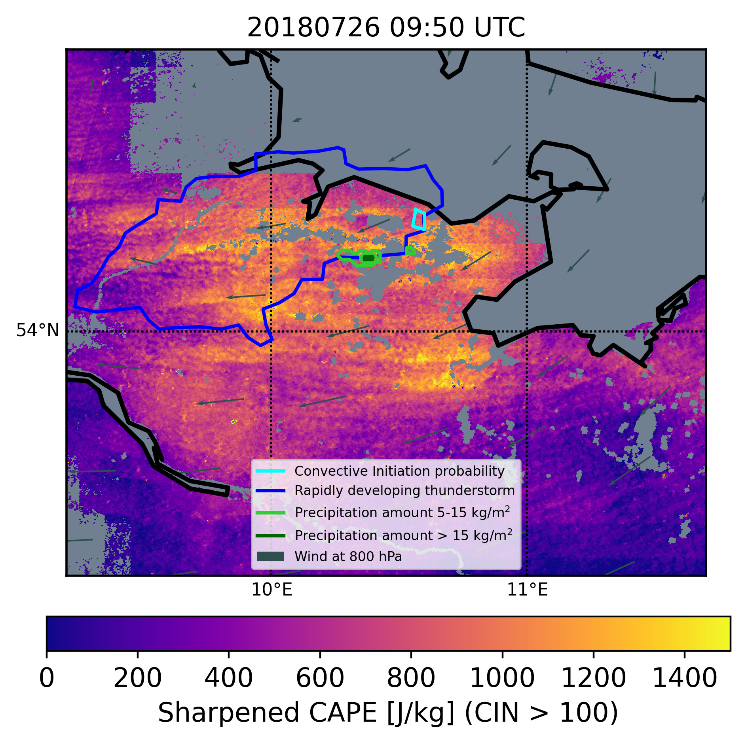 20180726 09:50 UTC
54°N
Convective Initiation probability
Rapidly developing thunderstorm
Precipitation amount 5-15 kg/m²
Precipitation amount > 15 kg/m²
Wind at 800 hPa
10°E 11°E
0 200 400 600 800 1000 1200 1400
Sharpened CAPE [J/kg] (CIN > 100)